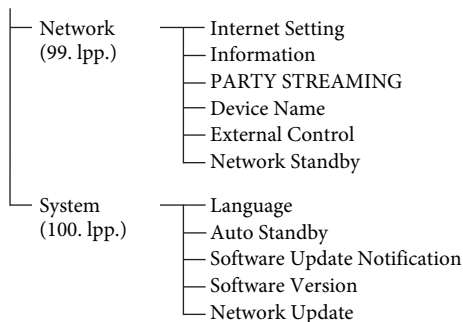 Network
(99. lpp.)
Internet Setting
Information
PARTY STREAMING
Device Name
External Control
Network Standby
System
(100. lpp.)
Language
Auto Standby
Software Update Notification
Software Version
Network Update